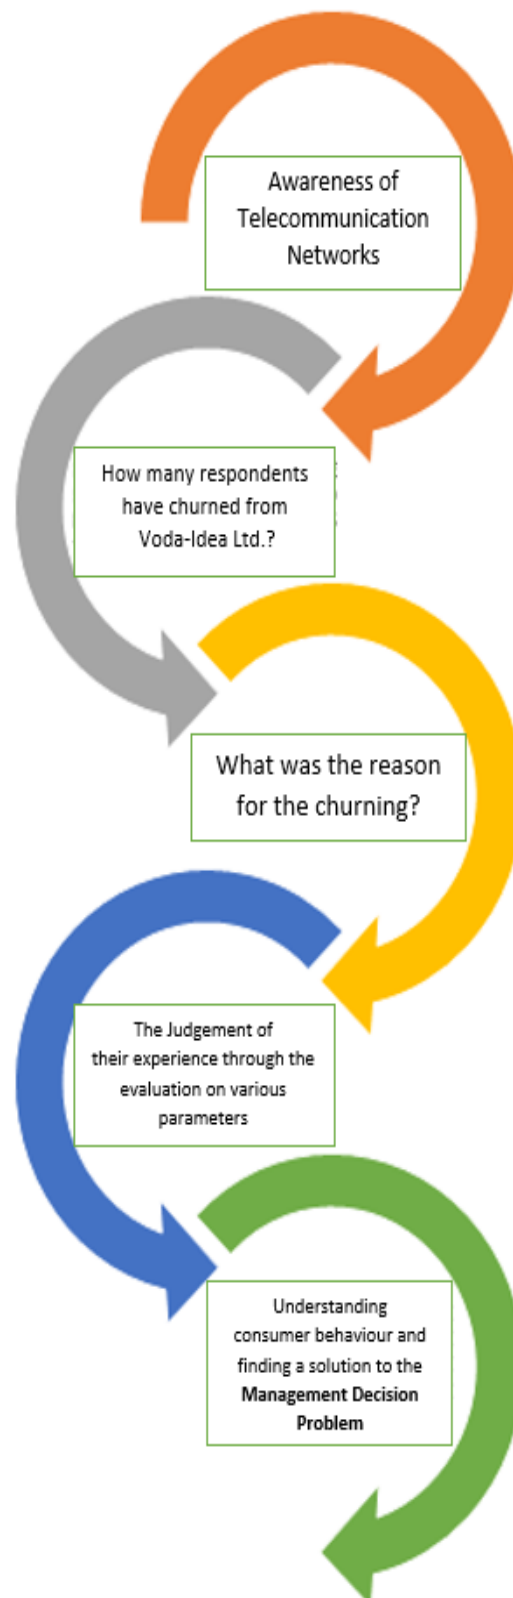 Awareness of
Telecommunication
Networks
How many respondents
have churned from
Voda-Idea Ltd.?
What was the reason
for the churning?
The Judgement of
their experience through the
evaluation on various
parameters
Understanding
consumer behaviour and
finding a solution to the
Management Decision
Problem